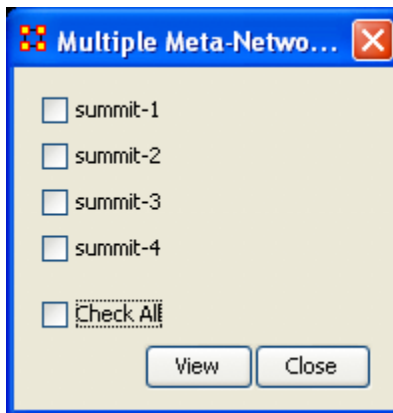 Multiple Meta-Netwo...
summit-1
summit-2
summit-3
summit-4
Check All
View Close